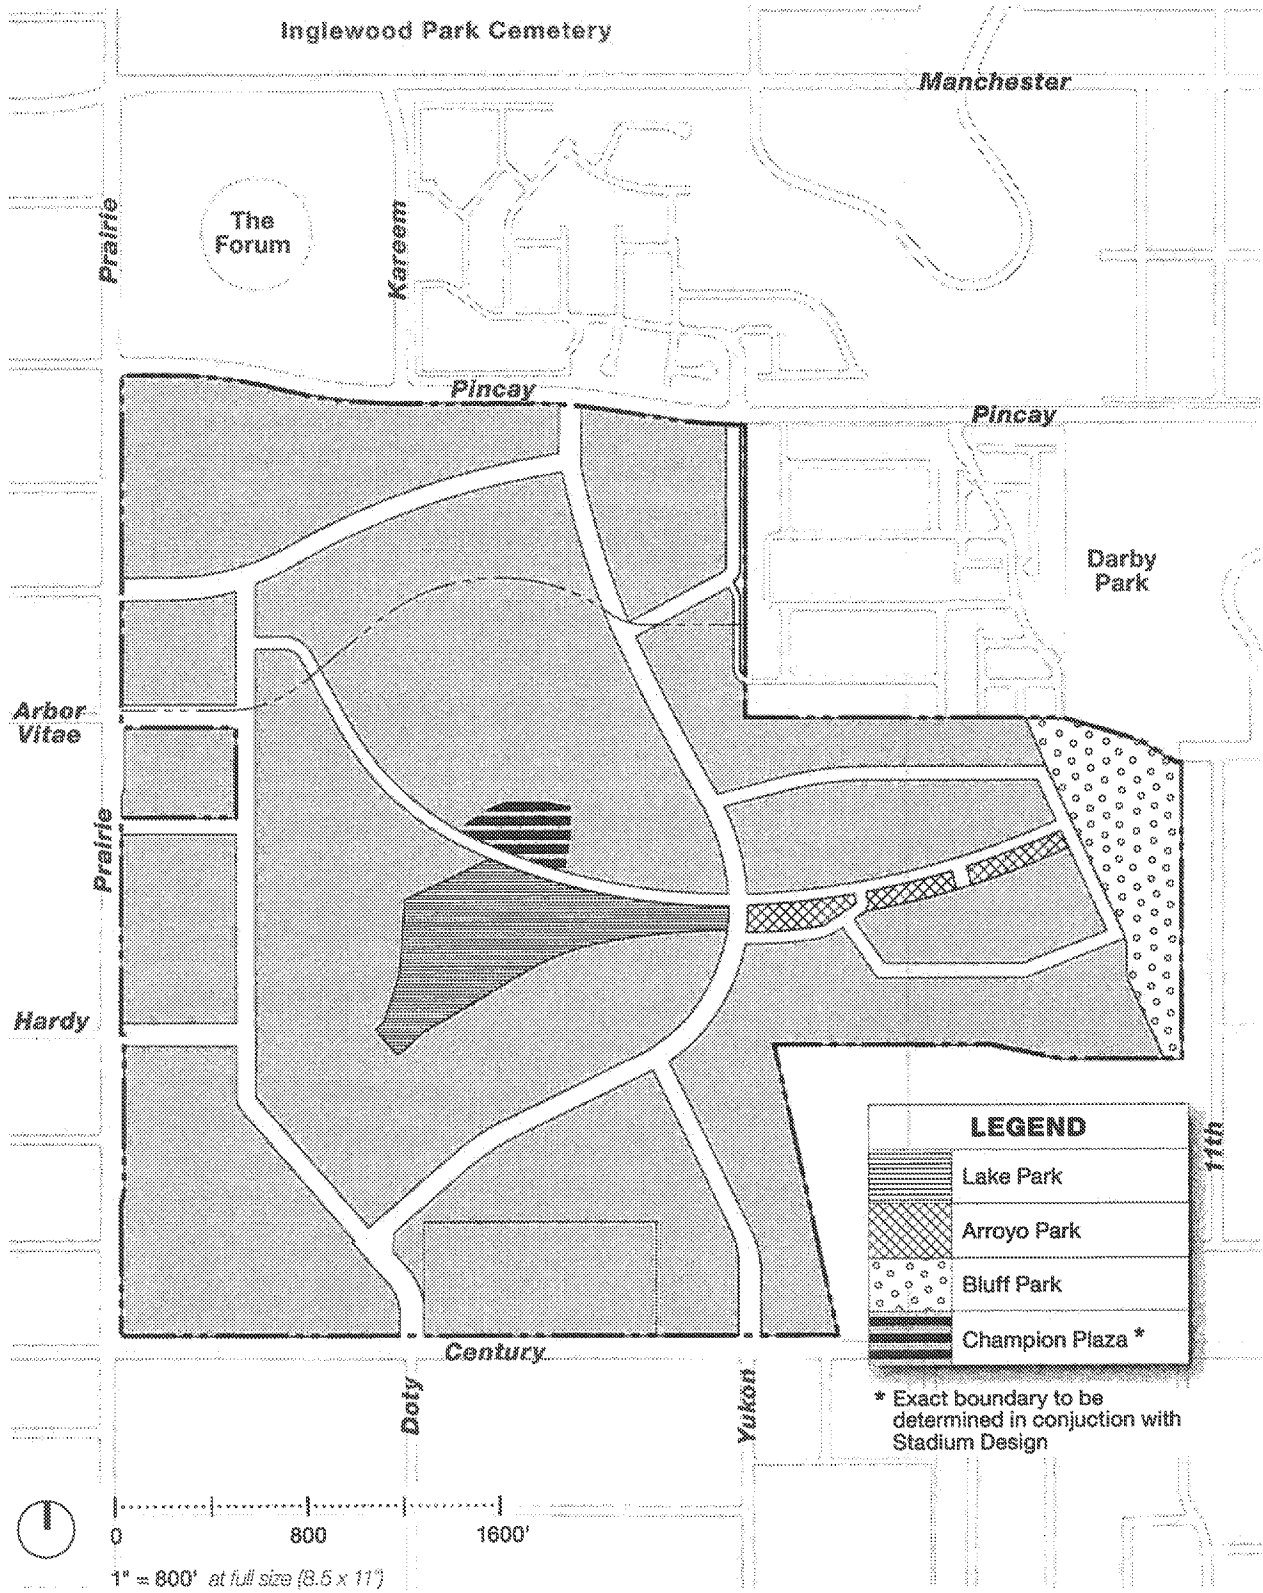 Inglewood Park Cemetery
Manchester
Prairie
The
Forum
Kareem
Pincay
Pincay
Darby
Park
Arbor
Vitae
Prairie
Hardy
LEGEND
Lake Park
Arroyo Park
Bluff Park
Champion Plaza *
11th
Century
* Exact boundary to be
determined in conjuction with
Stadium Design
Doty
Yukon
0 800 1600'
1" = 800' at full size (8.5 x 11")